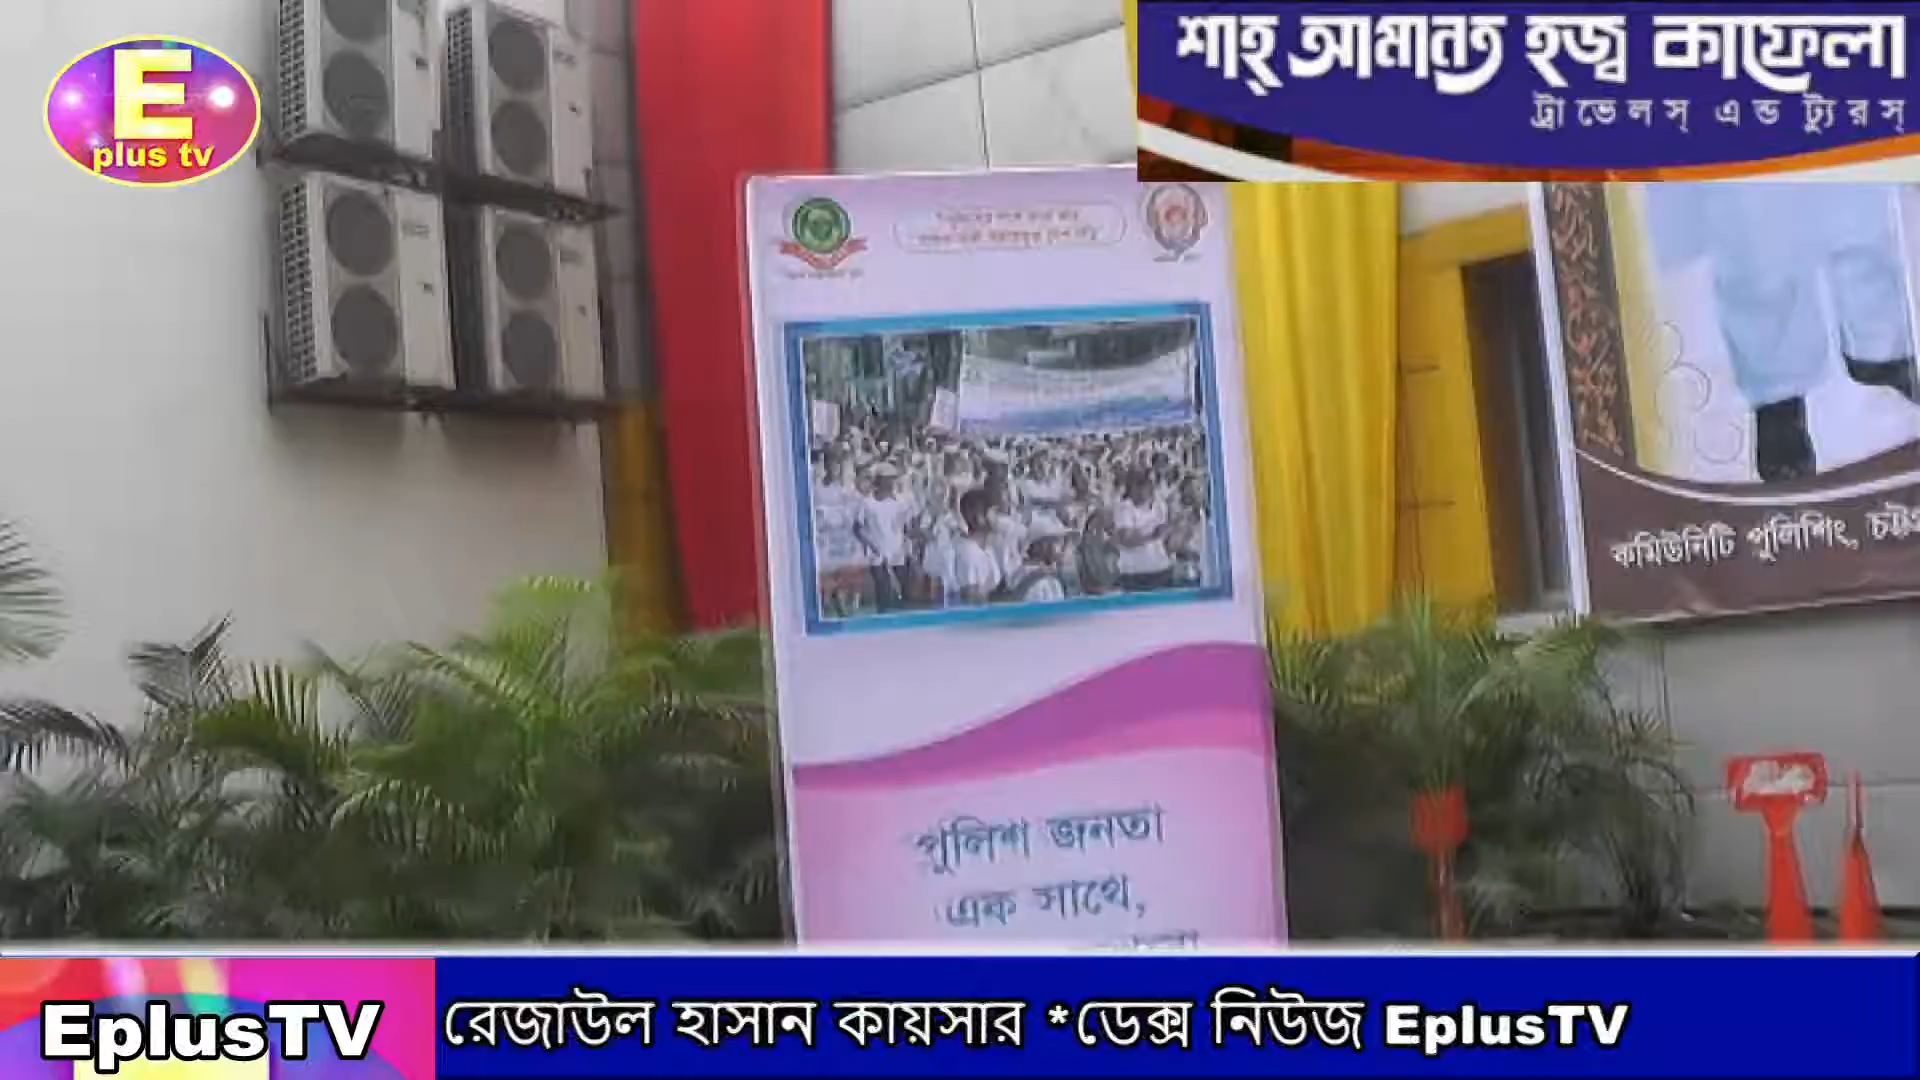 E
plus tv
শাহ্ আমানত হজ্ব কাফেলা
ট্রাভেলস্ এন্ড ট্যুরস্
কমিউনিটি পুলিশিং,
পুলিশ জনতা
এক সাথে,
EplusTV
রেজাউল হাসান কায়সার *ডেক্স নিউজ EplusTV